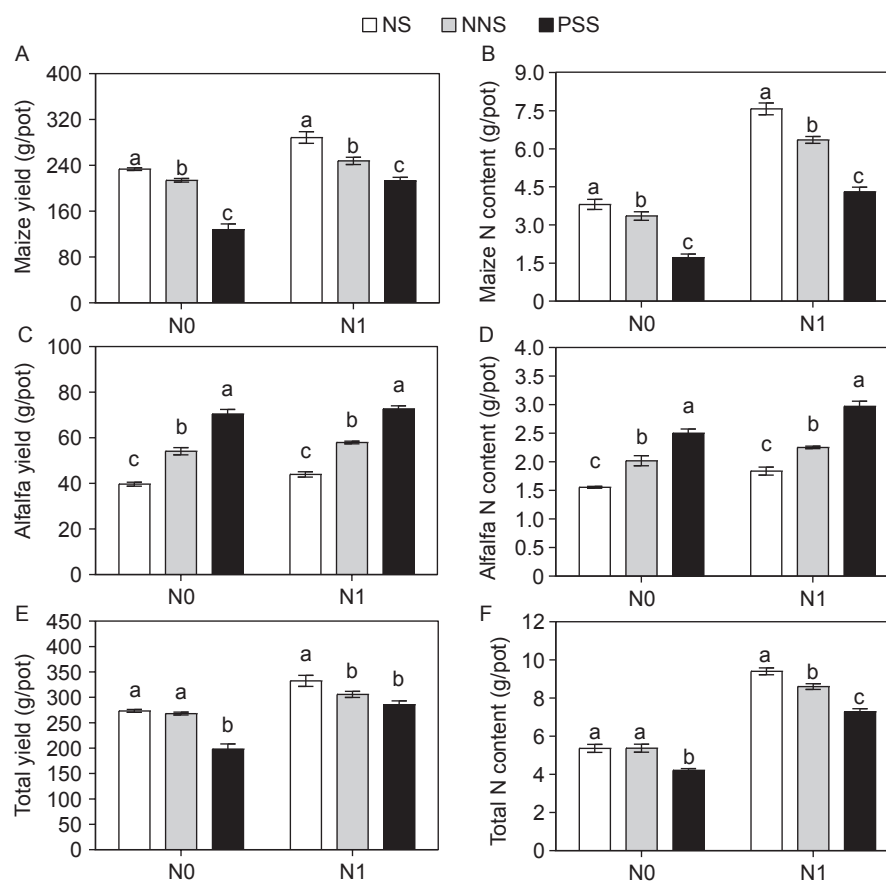 NS NNS PSS
A
Maize yield (g/pot)
400
320
240
160
80
0
a b c a b c
N0 N1
B
Maize N content (g/pot)
9.0
7.5
6.0
4.5
3.0
1.5
0
a b c a b c
N0 N1
C
Alfalfa yield (g/pot)
100
80
60
40
20
0
c b a c b a
N0 N1
D
Alfalfa N content (g/pot)
4.0
3.5
3.0
2.5
2.0
1.5
1.0
0.5
0
c b a c b a
N0 N1
E
Total yield (g/pot)
450
400
350
300
250
200
150
100
50
0
a a b a b b
N0 N1
F
Total N content (g/pot)
12
10
8
6
4
2
0
a a b a b c
N0 N1